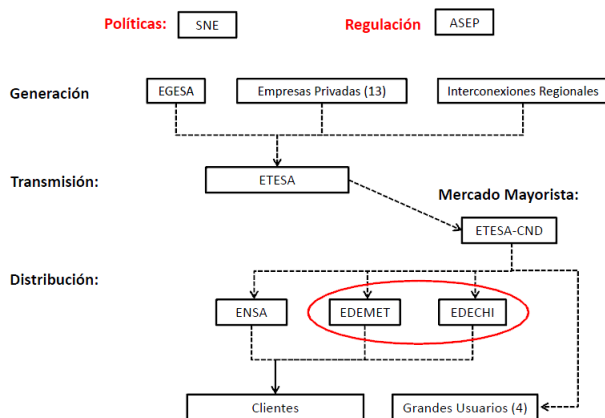 Políticas: SNE Regulación ASEP
Generación EGESA Empresas Privadas (13) Interconexiones Regionales
Transmisión: ETESA
Mercado Mayorista:
ETESA-CND
Distribución:
ENSA EDEMET EDECHI
Clientes Grandes Usuarios (4)